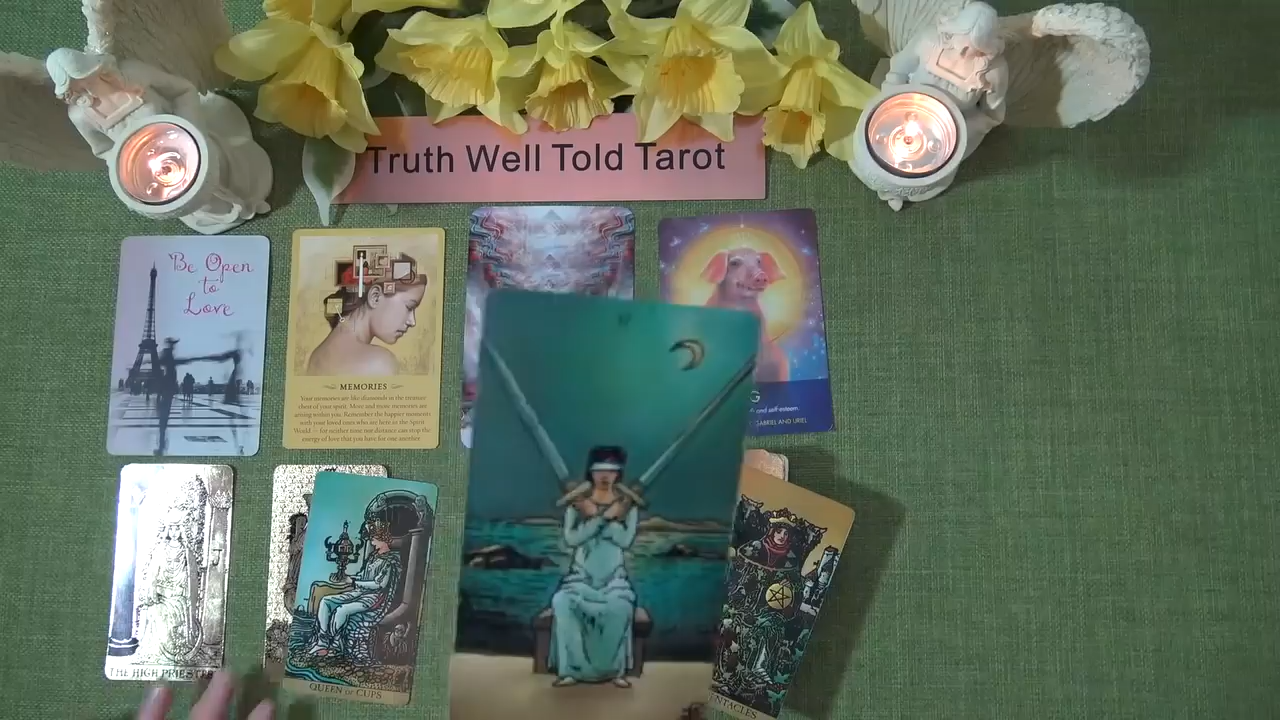 Truth Well Told Tarot
Be Open
to
Love
MEMORIES
Your memories are like diamonds in the treasure
chest of your spirit. More and more memories are
arising within you. Remember the happier moments
with your loved ones who are here in the Spirit
World — for neither time nor distance can stop the
energy of love that you have for one another
G
and self-esteem
GABRIEL AND URIEL
THE HIGH PRIESTESS
QUEEN OF CUPS
NTACLES